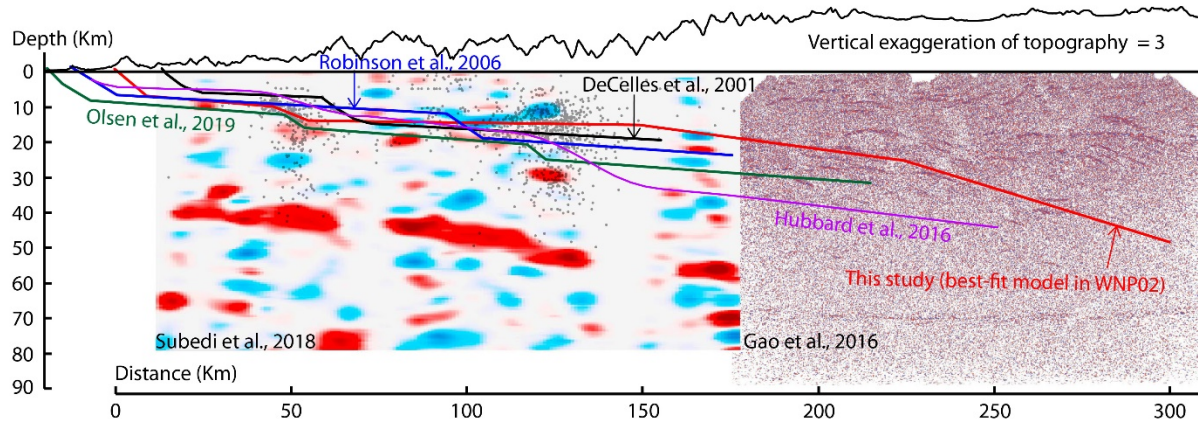 Depth (Km)
Vertical exaggeration of topography = 3
Robinson et al., 2006
DeCelles et al., 2001
Olsen et al., 2019
Hubbard et al., 2016
This study (best-fit model in WNP02)
Subedi et al., 2018
Gao et al., 2016
Distance (Km)
0
10
20
30
40
50
60
70
80
90
0
50
100
150
200
250
300